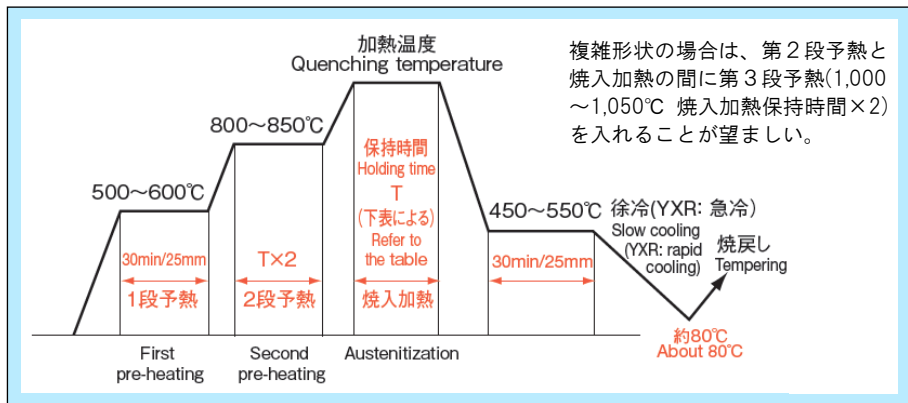 加熱温度
Quenching temperature
複雑形状の場合は、第2段予熱と
焼入加熱の間に第3段予熱(1,000
～1,050℃ 焼入加熱保持時間×2)
を入れることが望ましい。
800～850℃
500～600℃
保持時間
Holding time
T
(下表による)
Refer to
the table
450～550℃
徐冷(YXR: 急冷)
Slow cooling
(YXR: rapid
cooling)
焼戻し
Tempering
30min/25mm
1段予熱
T×2
2段予熱
焼入加熱
30min/25mm
約80℃
About 80℃
First
pre-heating
Second
pre-heating
Austenitization